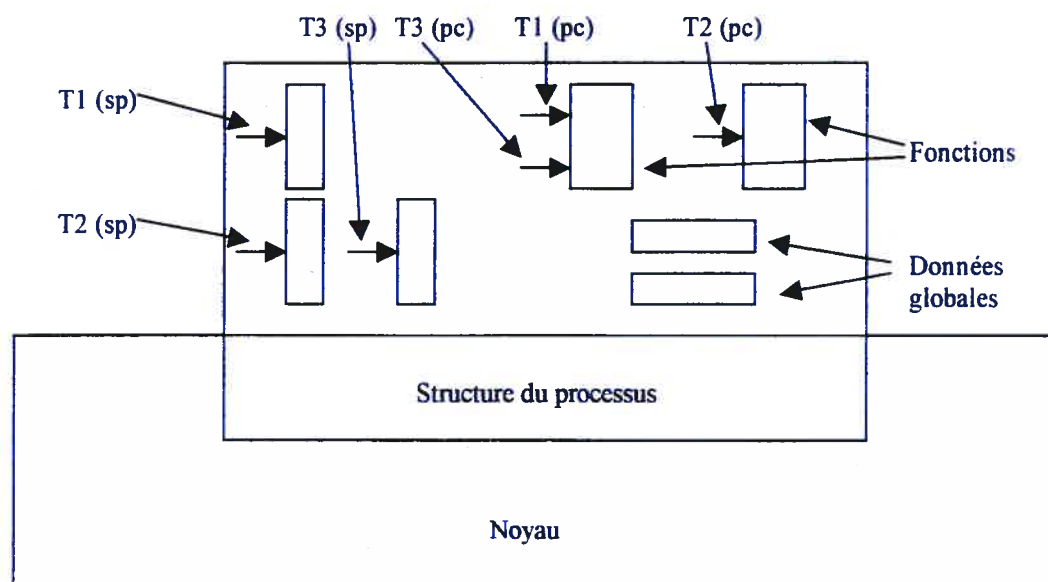 T3 (sp) T3 (pc) T1 (pc) T2 (pc)
T1 (sp)
Fonctions
T2 (sp)
Données
globales
Structure du processus
Noyau